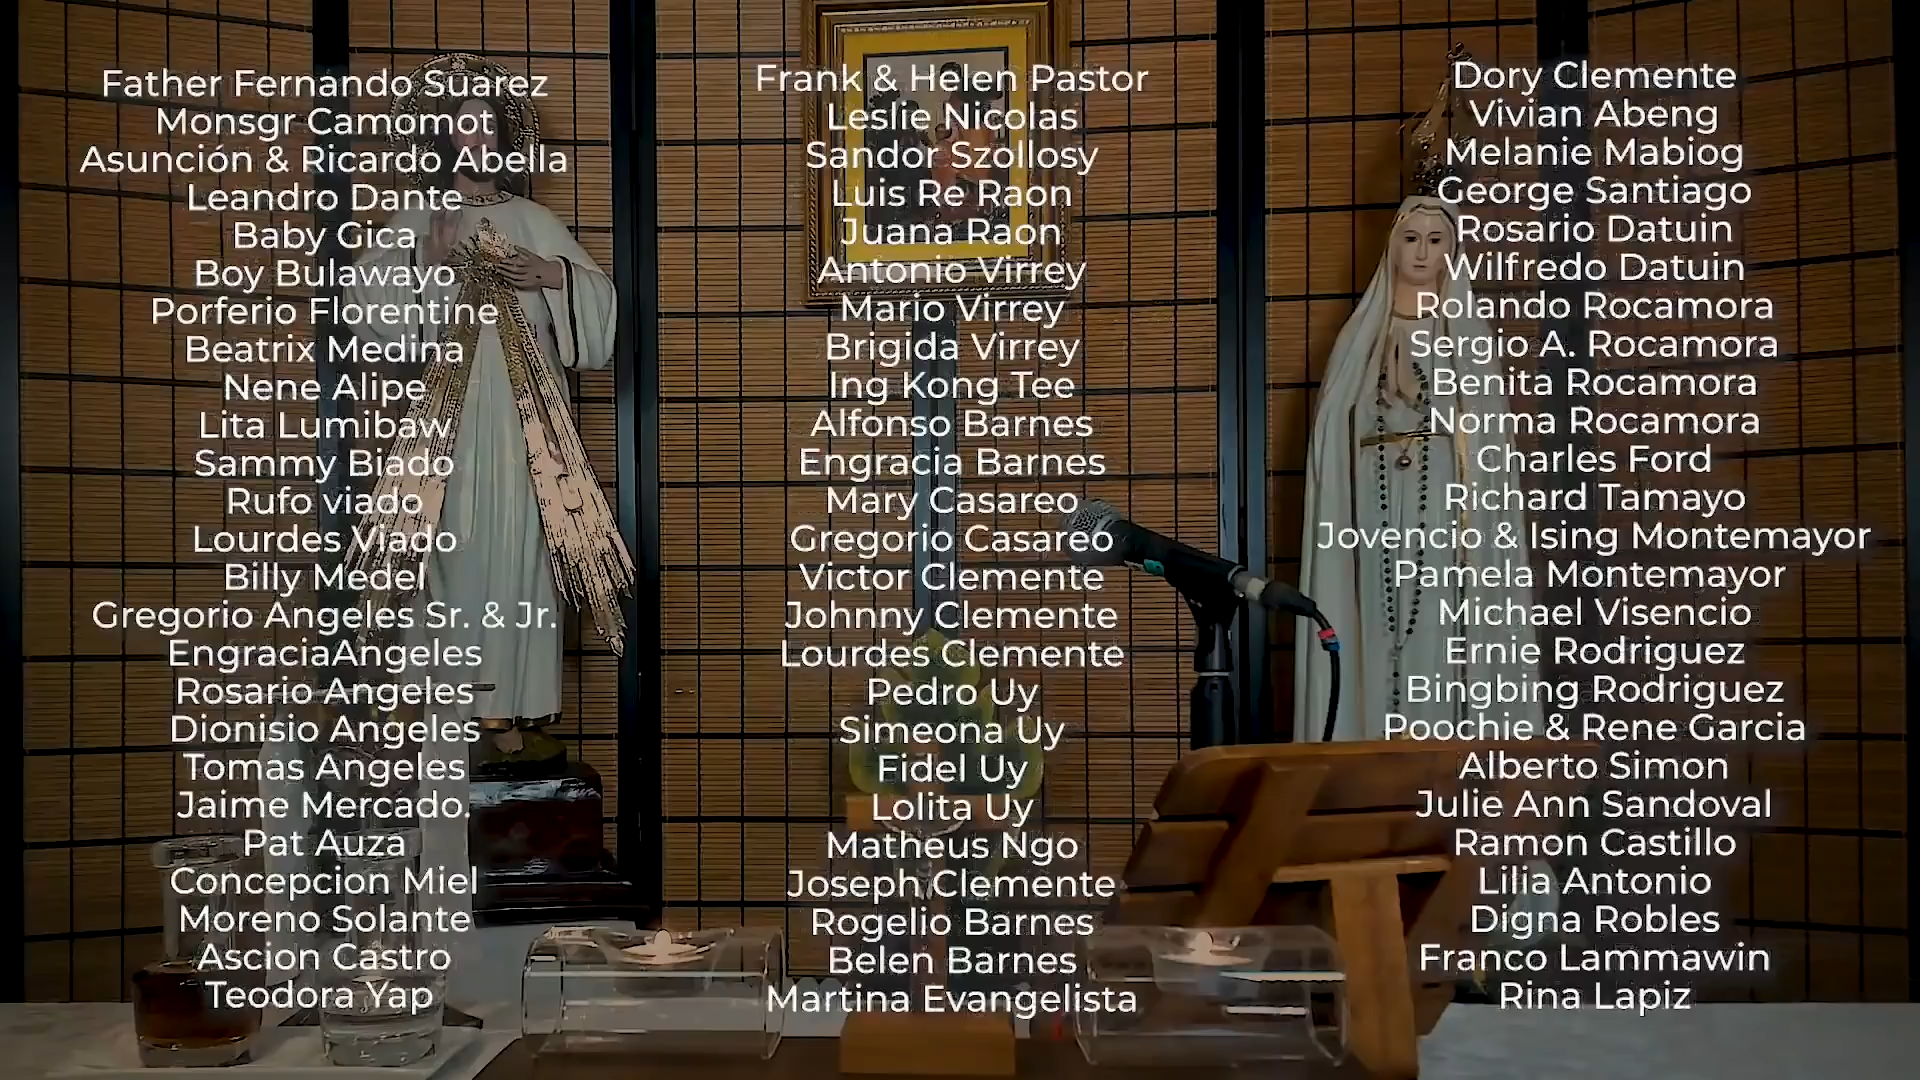 Father Fernando Suarez
Monsgr Camomot
Asunción & Ricardo Abella
Leandro Dante
Baby Gica
Boy Bulawayo
Porferio Florentine
Beatrix Medina
Nene Alipe
Lita Lumibaw
Sammy Biado
Rufo viado
Lourdes Viado
Billy Medel
Gregorio Angeles Sr. & Jr.
EngraciaAngeles
Rosario Angeles
Dionisio Angeles
Tomas Angeles
Jaime Mercado.
Pat Auza
Concepcion Miel
Moreno Solante
Ascion Castro
Teodora Yap
Frank & Helen Pastor
Leslie Nicolas
Sandor Szollosy
Luis Re Raon
Juana Raon
Antonio Virrey
Mario Virrey
Brigida Virrey
Ing Kong Tee
Alfonso Barnes
Engracia Barnes
Mary Casareo
Gregorio Casareo
Victor Clemente
Johnny Clemente
Lourdes Clemente
Pedro Uy
Simeona Uy
Fidel Uy
Lolita Uy
Matheus Ngo
Joseph Clemente
Rogelio Barnes
Belen Barnes
Martina Evangelista
Dory Clemente
Vivian Abeng
Melanie Mabiog
George Santiago
Rosario Datuin
Wilfredo Datuin
Rolando Rocamora
Sergio A. Rocamora
Benita Rocamora
Norma Rocamora
Charles Ford
Richard Tamayo
Jovencio & Ising Montemayor
Pamela Montemayor
Michael Visencio
Ernie Rodriguez
Bingbing Rodriguez
Poochie & Rene Garcia
Alberto Simon
Julie Ann Sandoval
Ramon Castillo
Lilia Antonio
Digna Robles
Franco Lammawin
Rina Lapiz